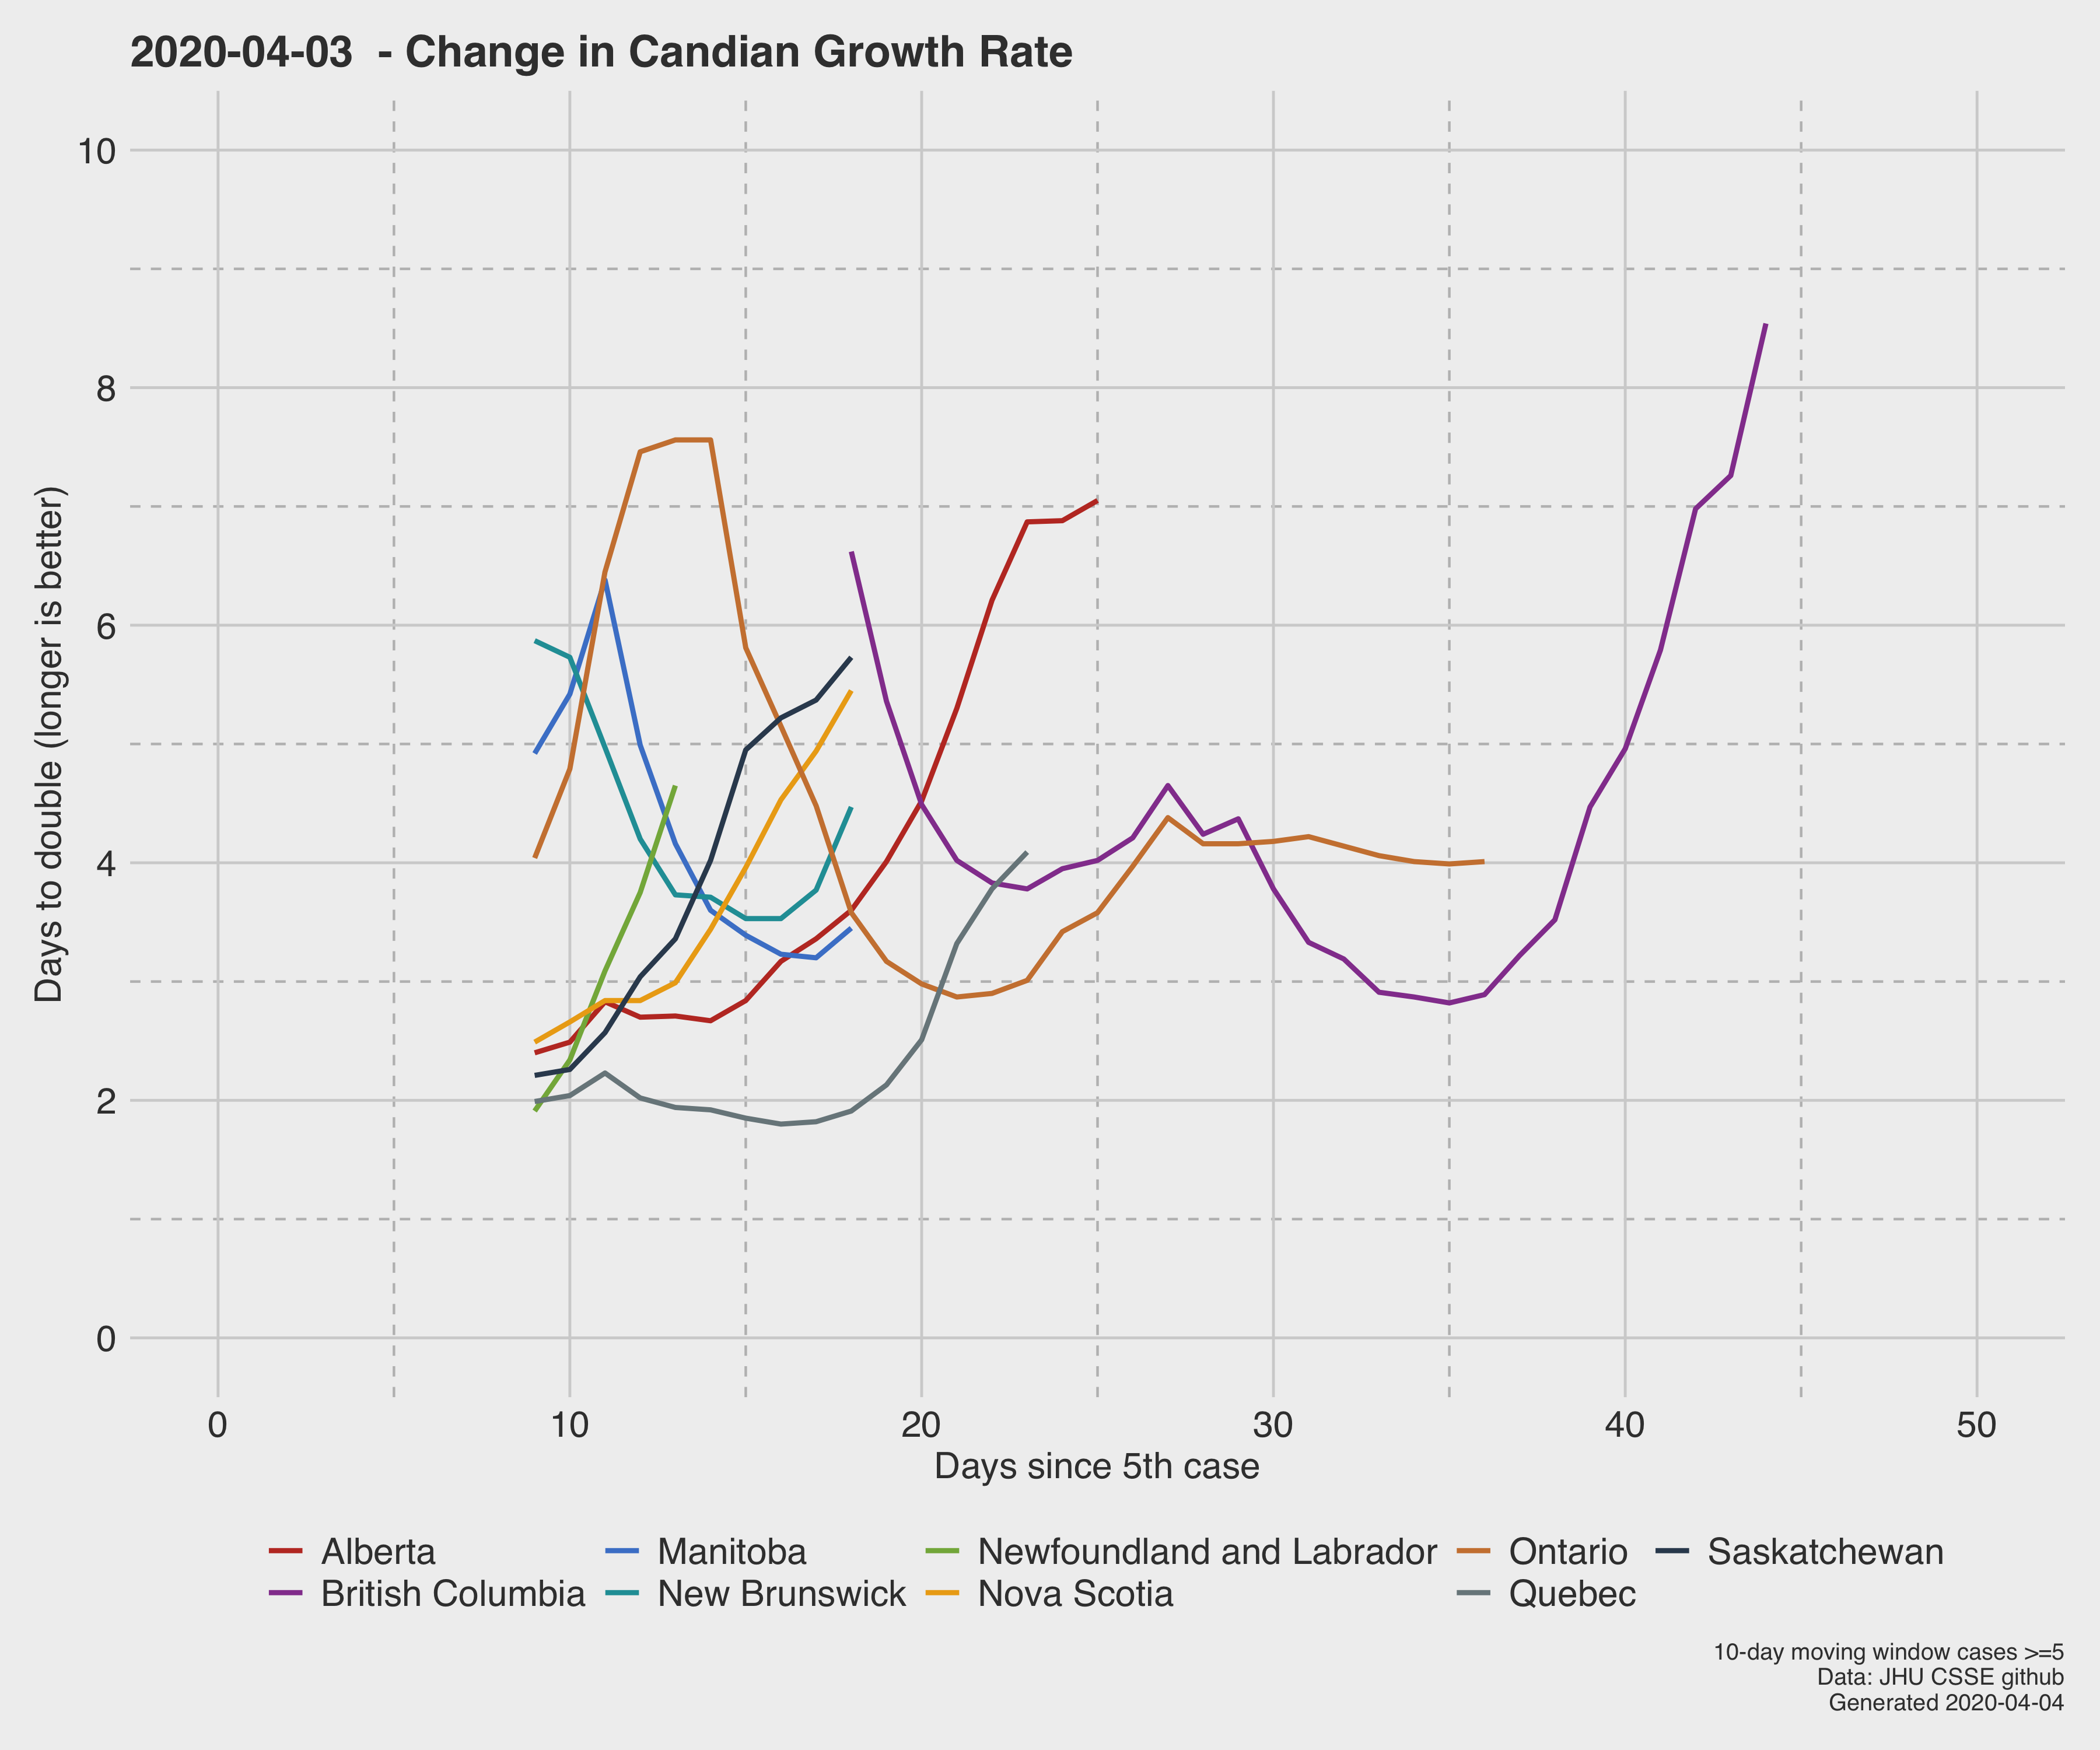 2020-04-03  - Change in Candian Growth Rate
Days to double (longer is better)
10
8
6
4
2
0
0 10 20 30 40 50
Days since 5th case
Alberta Manitoba Newfoundland and Labrador Ontario Saskatchewan
British Columbia New Brunswick Nova Scotia Quebec
10-day moving window cases >=5
Data: JHU CSSE github
Generated 2020-04-04